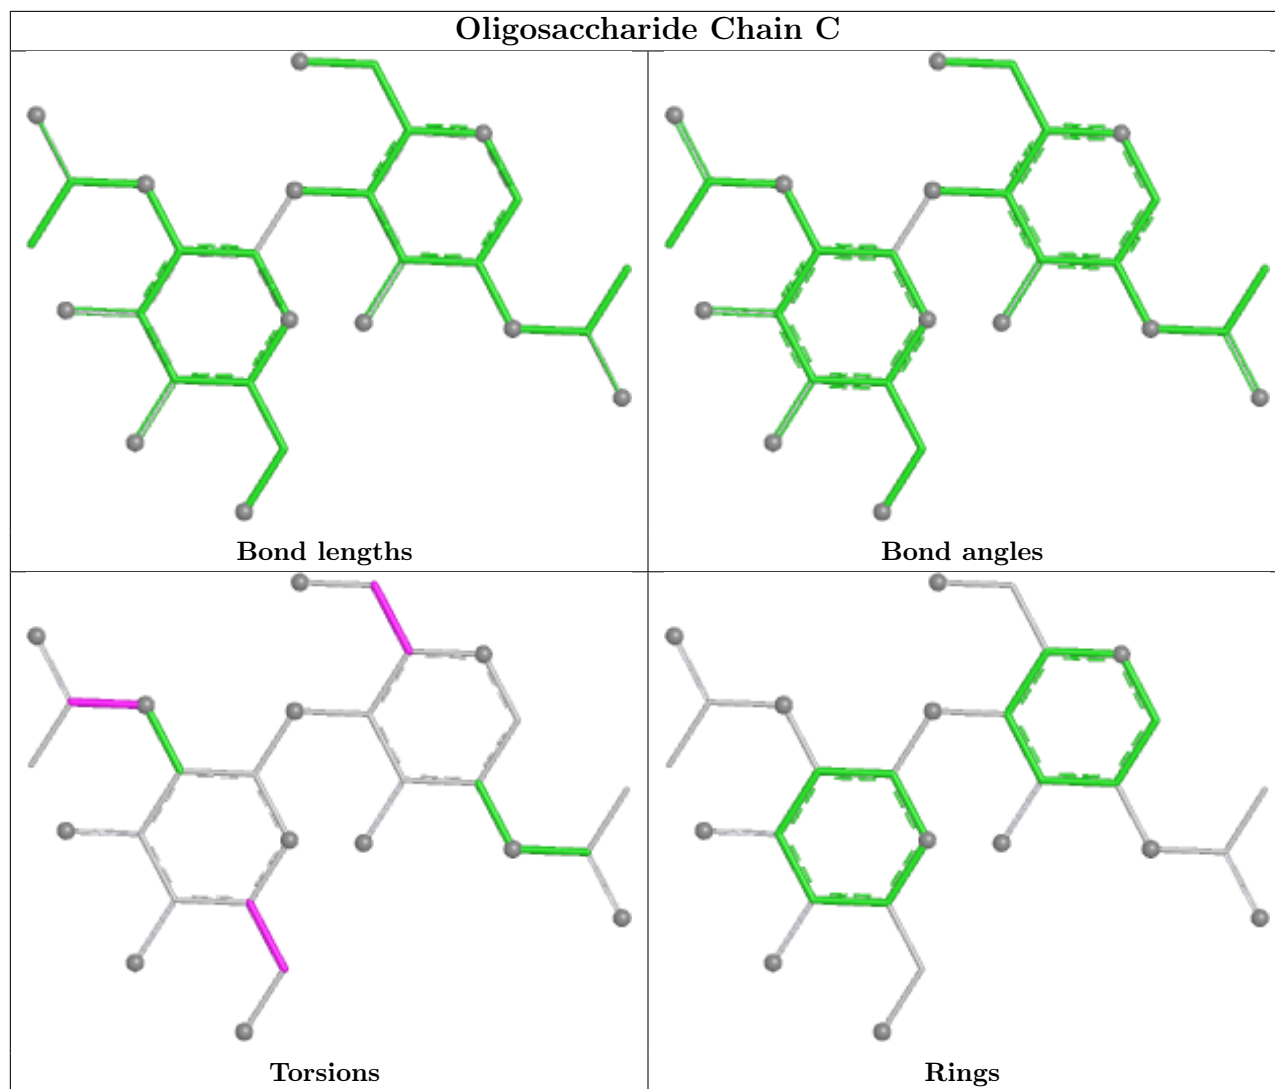 Oligosaccharide Chain C
Bond lengths
Bond angles
Torsions
Rings